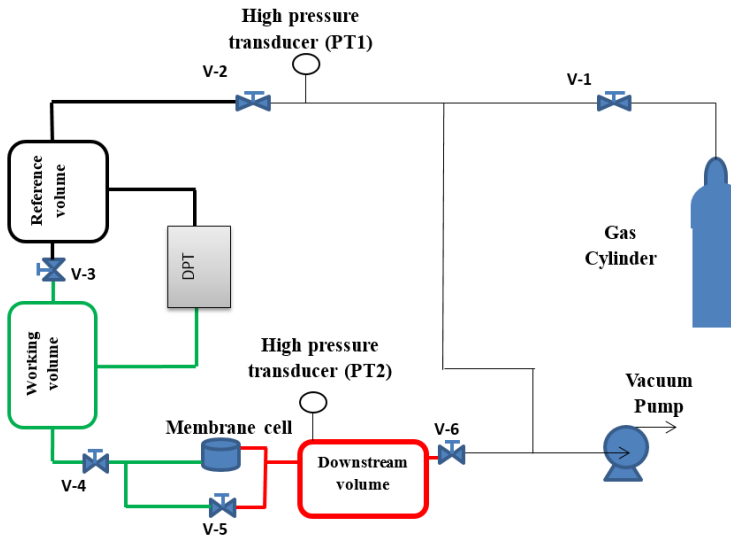 High pressure
transducer (PT1)
V-2
V-1
Reference
volume
DPT
Gas
Cylinder
V-3
Working
volume
High pressure
transducer (PT2)
Vacuum
Pump
Membrane cell
V-6
Downstream
volume
V-4
V-5